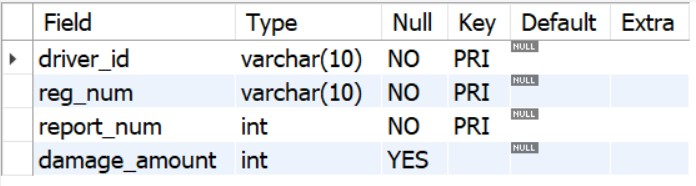 Field Type Null Key Default Extra
driver_id varchar(10) NO PRI NULL
reg_num varchar(10) NO PRI NULL
report_num int NO PRI NULL
damage_amount int YES NULL